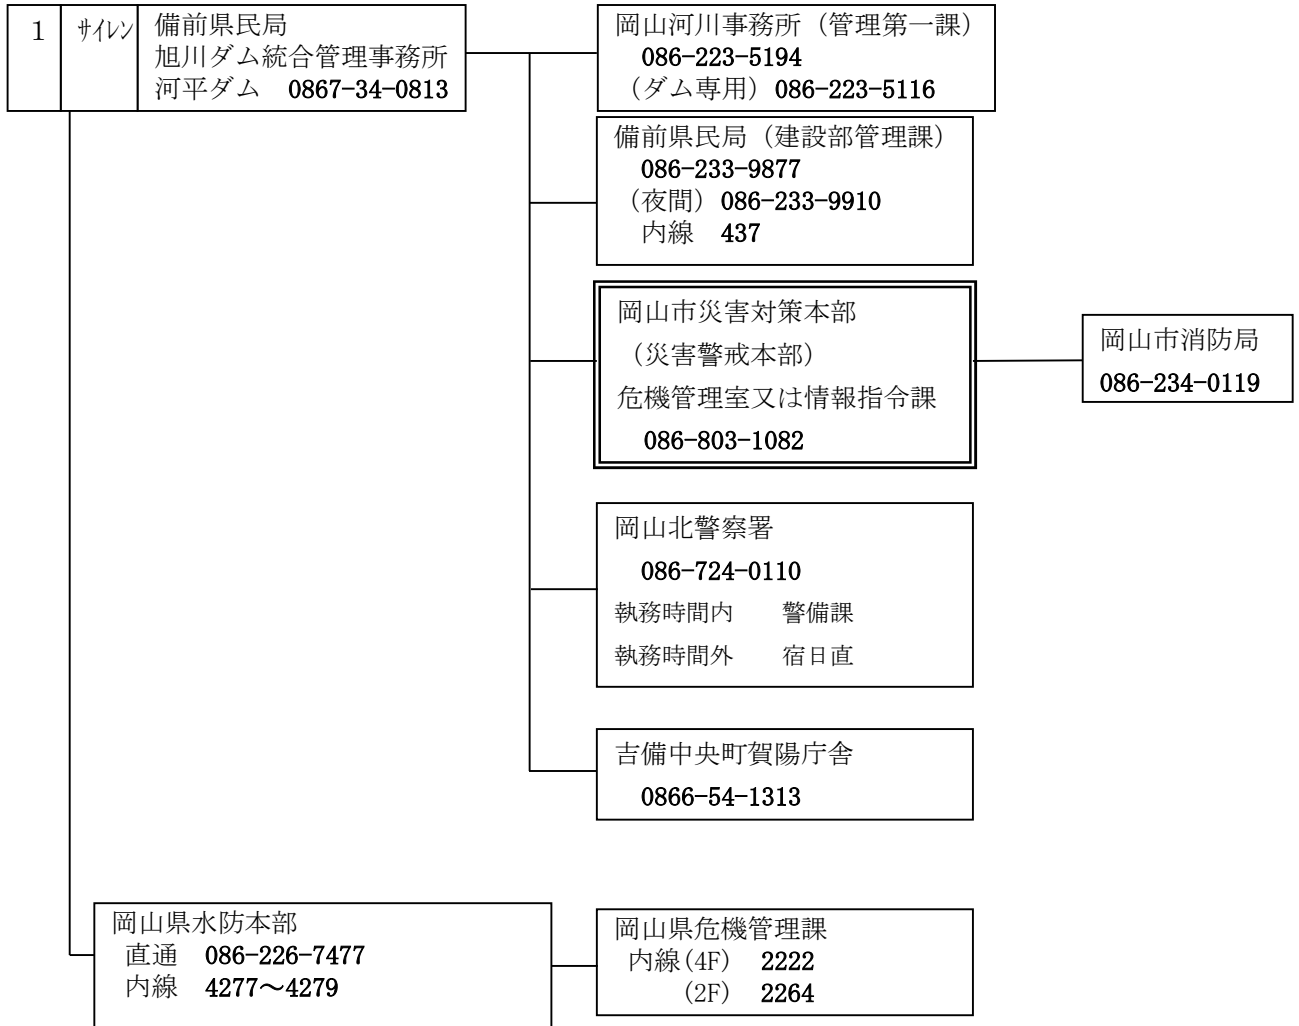 1
ｻｲﾚﾝ
備前県民局
旭川ダム統合管理事務所
河平ダム　0867-34-0813
岡山河川事務所（管理第一課）
086-223-5194
（ダム専用）086-223-5116
備前県民局（建設部管理課）
086-233-9877
（夜間）086-233-9910
内線　437
岡山市災害対策本部
（災害警戒本部）
危機管理室又は情報指令課
086-803-1082
岡山市消防局
086-234-0119
岡山北警察署
086-724-0110
執務時間内　　警備課
執務時間外　　宿日直
吉備中央町賀陽庁舎
0866-54-1313
岡山県水防本部
直通　086-226-7477
内線　4277～4279
岡山県危機管理課
内線(4F)　2222
(2F)　2264